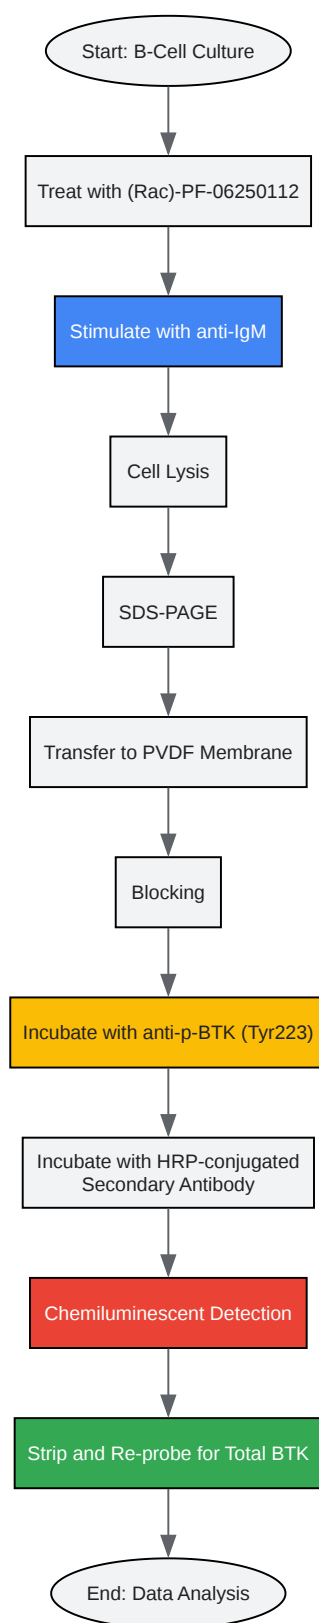 Start: B-Cell Culture
Treat with (Rac)-PF-06250112
Stimulate with anti-IgM
Cell Lysis
SDS-PAGE
Transfer to PVDF Membrane
Blocking
Incubate with anti-p-BTK (Tyr223)
Incubate with HRP-conjugated
Secondary Antibody
Chemiluminescent Detection
Strip and Re-probe for Total BTK
End: Data Analysis